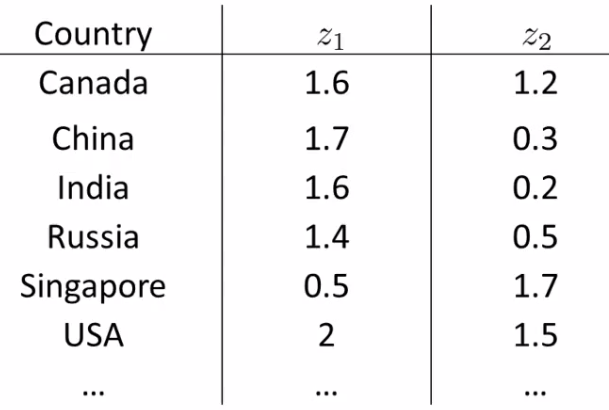 Country z₁ z₂
Canada 1.6 1.2
China 1.7 0.3
India 1.6 0.2
Russia 1.4 0.5
Singapore 0.5 1.7
USA 2 1.5
... ... ...